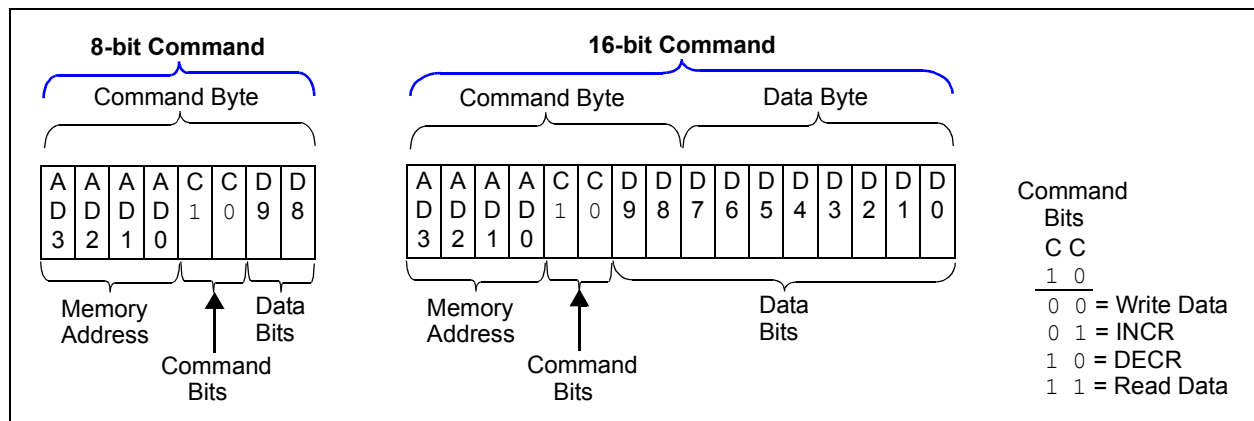 8-bit Command
16-bit Command
Command Byte
Command Byte
Data Byte
A A A A C C D D
D D D D 1 0 9 8
3 2 1 0
A A A A C C D D D D D D D D D D
D D D D 1 0 9 8 7 6 5 4 3 2 1 0
3 2 1 0
Memory
Address
Data
Bits
Command
Bits
Memory
Address
Data
Bits
Command
Bits
Command
Bits
C C
1 0
0 0 = Write Data
0 1 = INCR
1 0 = DECR
1 1 = Read Data